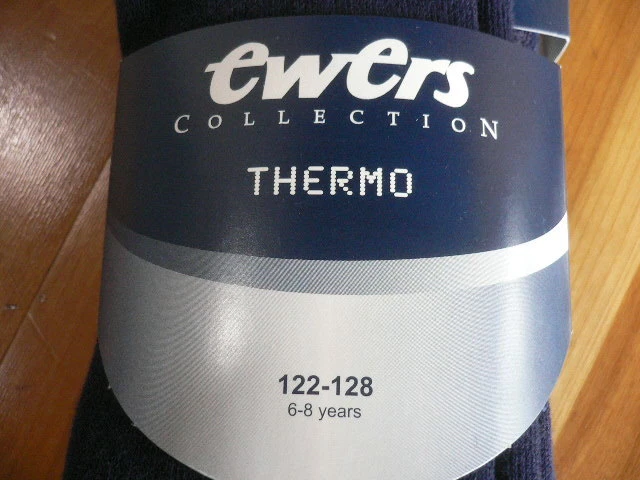 ewers
COLLECTION
THERMO
122-128
6-8 years